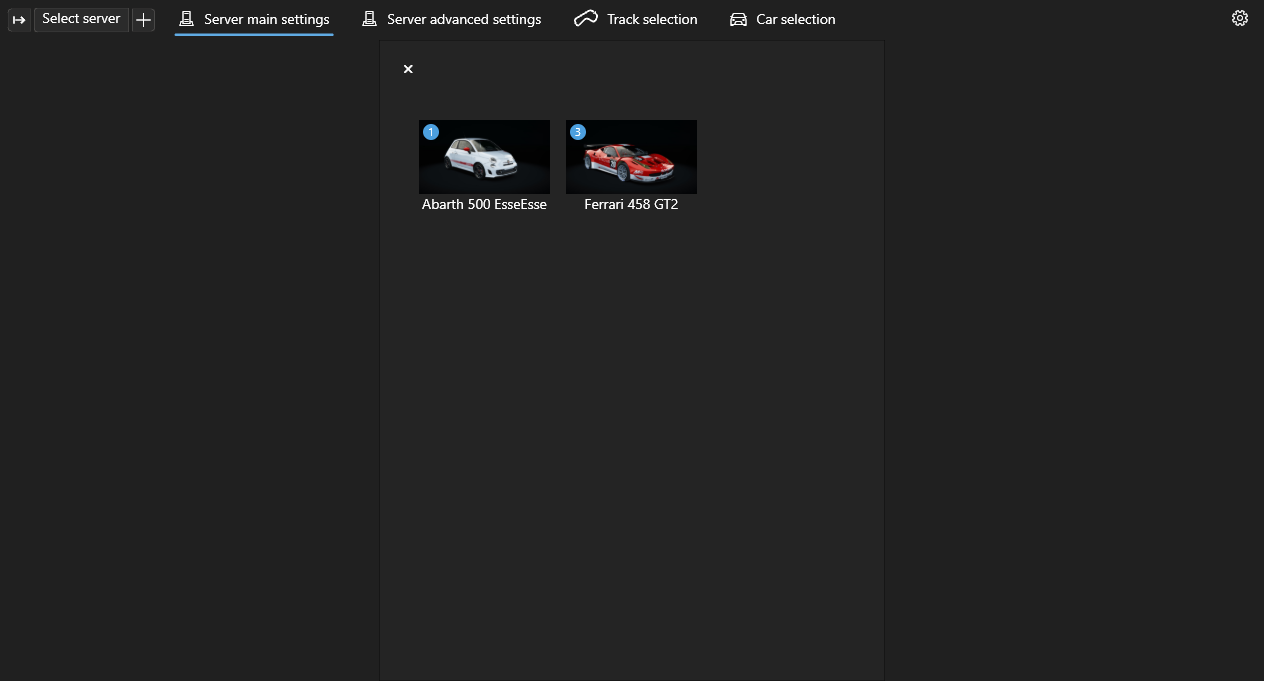 Select server
Server main settings
Server advanced settings
Track selection
Car selection
1
3
Abarth 500 EsseEsse
Ferrari 458 GT2